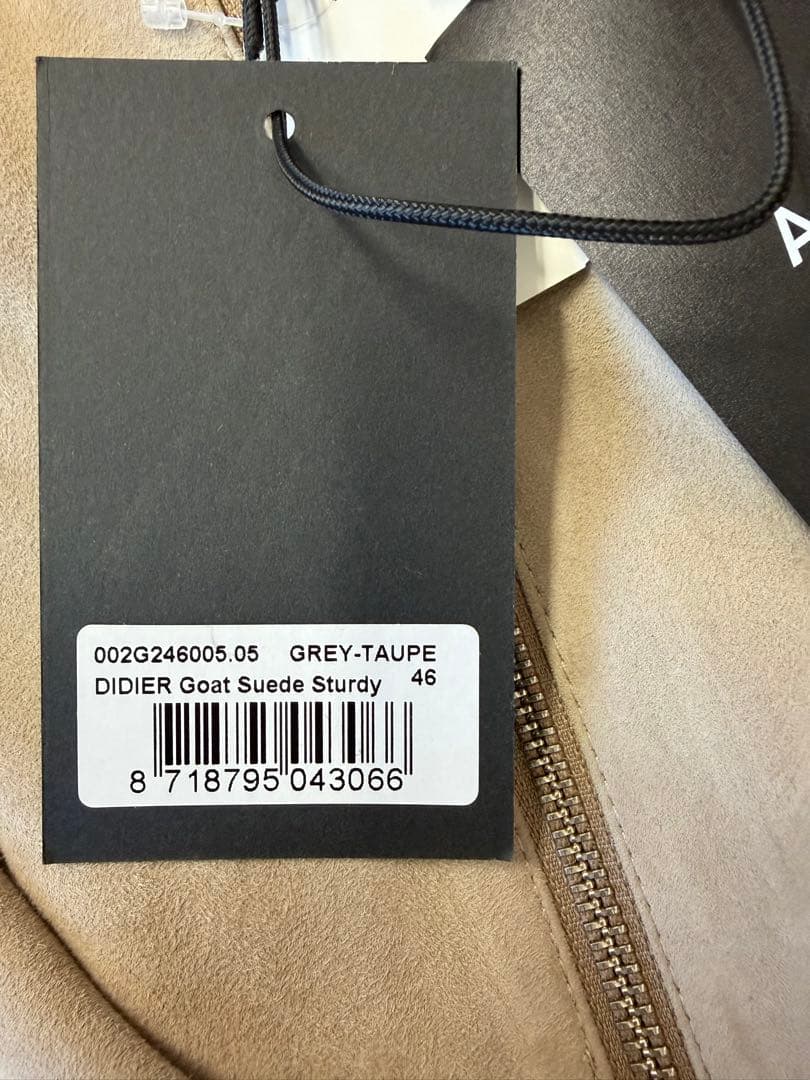 A
002G246005.05 GREY-TAUPE
DIDIER Goat Suede Sturdy 46
8 718795 043066